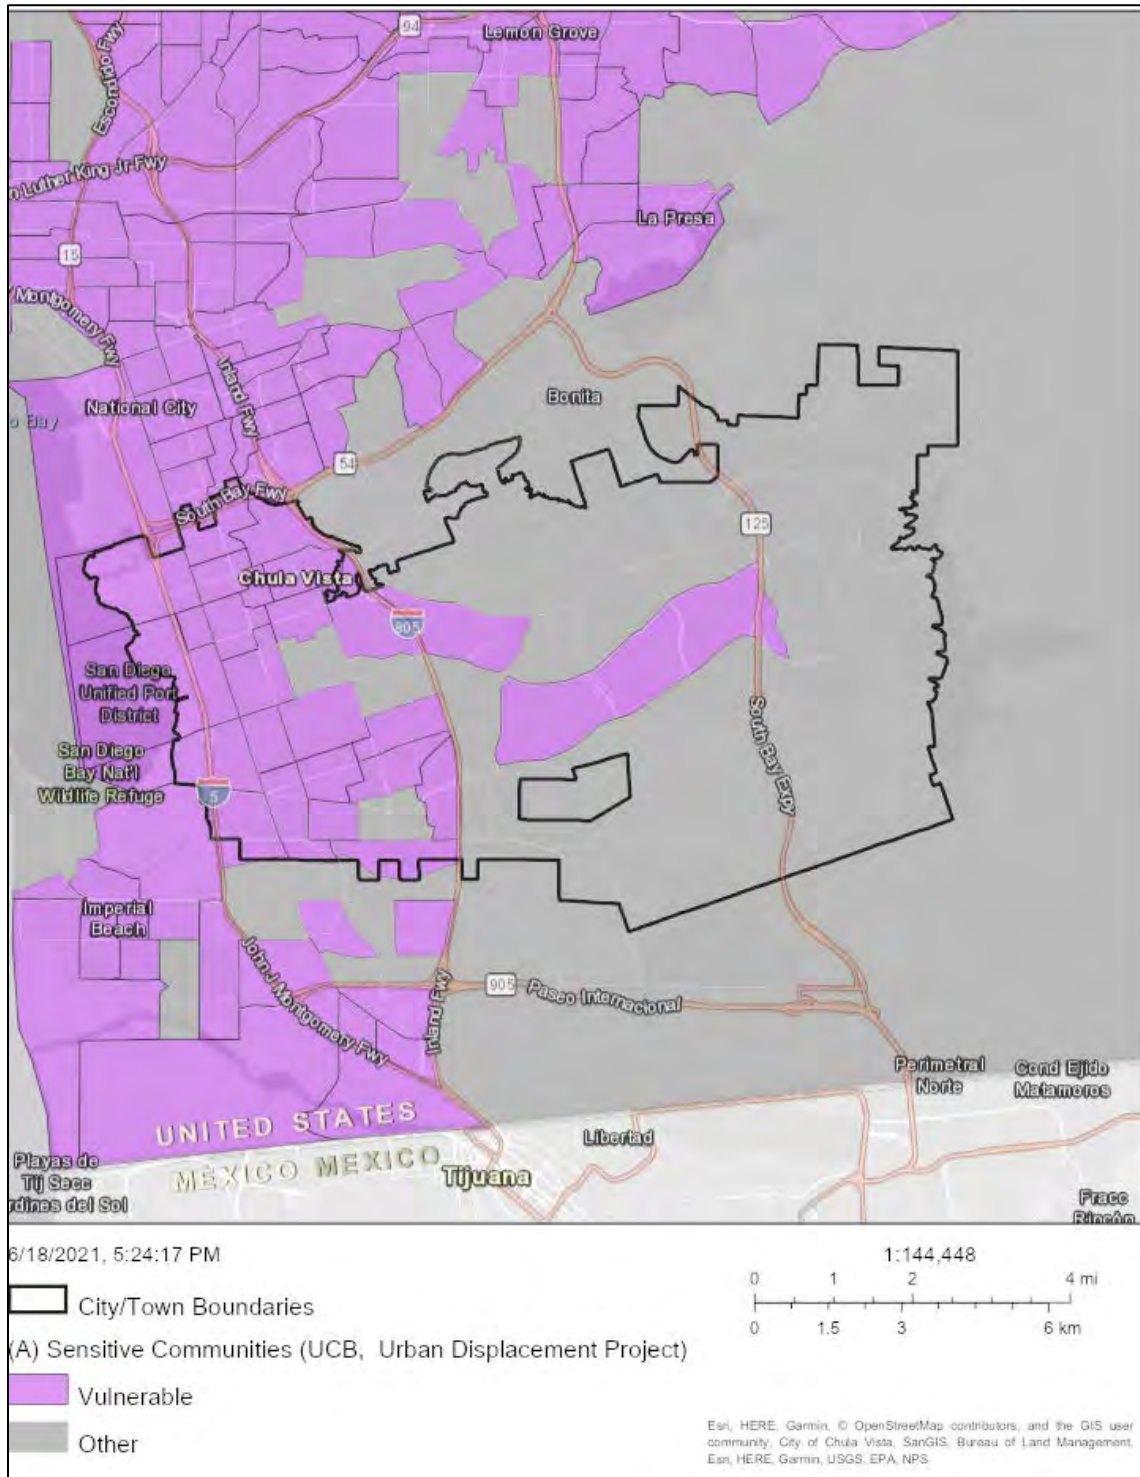 94
Lemon Grove
Escondido Fwy
n Luther King Jr Fwy
La Presa
15
Montgomery Fwy
Inland Fwy
Bonita
National City
o Bay
54
South Bay Fwy
125
Chula Vista
805
San Diego
Unified Port
District
South Bay Expy
San Diego
Bay Nat'l
Wildlife Refuge
5
Imperial
Beach
John J Montgomery Fwy
Inland Fwy
905
Paseo Internacional
Perimetral
Norte
Cond Ejido
Matamoros
UNITED STATES
MÉXICO MEXICO
Libertad
Playas de
Tij Secc
rdines del Sol
Tijuana
Fracc
Rincón
6/18/2021, 5:24:17 PM
1:144,448
0 1 2 4 mi
0 1.5 3 6 km
City/Town Boundaries
(A) Sensitive Communities (UCB, Urban Displacement Project)
Vulnerable
Other
Esri, HERE, Garmin, © OpenStreetMap contributors, and the GIS user
community, City of Chula Vista, SanGIS, Bureau of Land Management,
Esri, HERE, Garmin, USGS, EPA, NPS